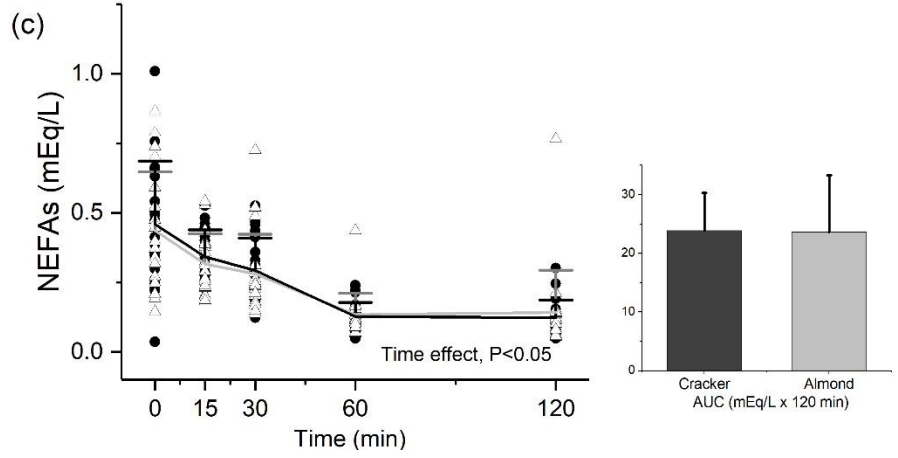 (c)
NEFAs (mEq/L)
1.0
0.5
0.0
Time effect, P<0.05
0 15 30 60 120
Time (min)
30
20
10
0
Cracker Almond
AUC (mEq/L x 120 min)